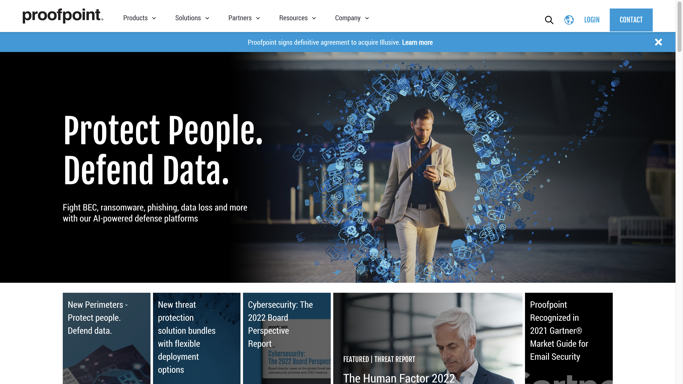 proofpoint.
Products
Solutions
Partners
Resources
Company
LOGIN
CONTACT
Proofpoint signs definitive agreement to acquire Illusive. Learn more
Protect People.
Defend Data.
Fight BEC, ransomware, phishing, data loss and more
with our AI-powered defense platforms
New Perimeters -
Protect people.
Defend data.
New threat
protection
solution bundles
with flexible
deployment
options
Cybersecurity: The
2022 Board
Perspective
Report
Cybersecurity:
The 2022 Board Perspe
FEATURED | THREAT REPORT
The Human Factor 2022
Proofpoint
Recognized in
2021 Gartner®
Market Guide for
Email Security